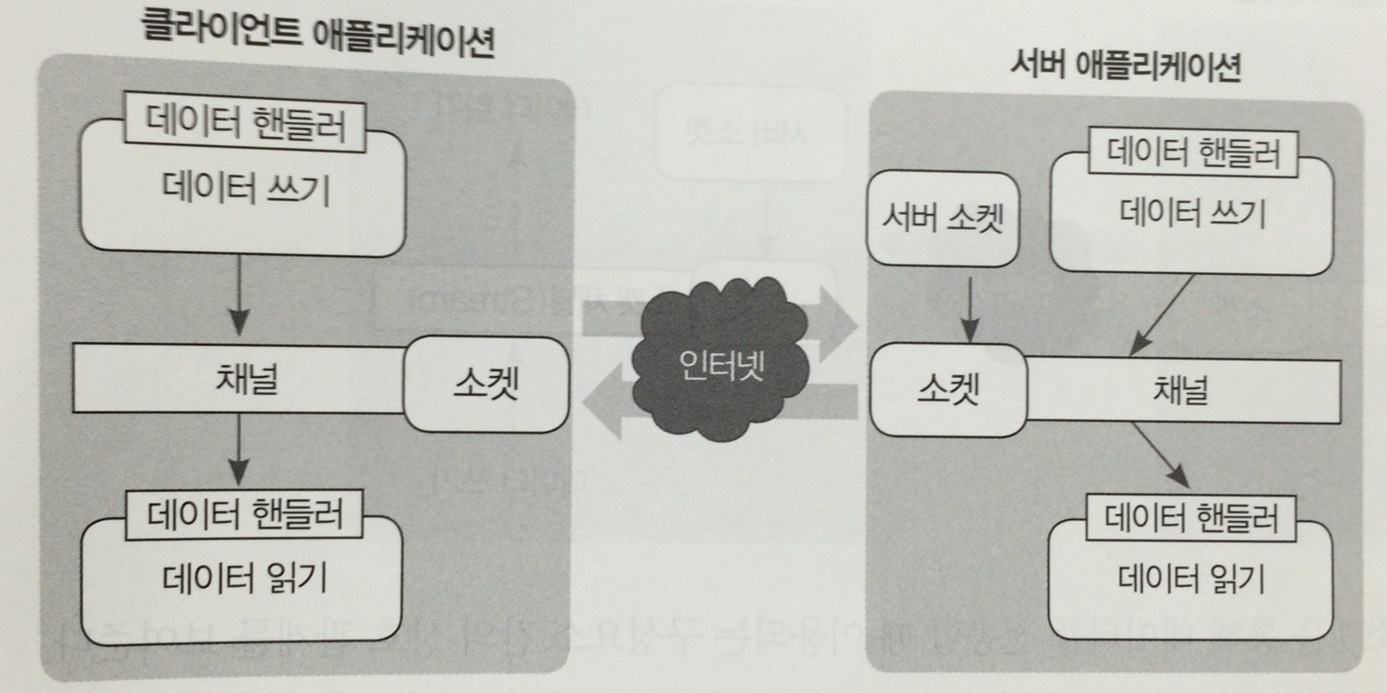 클라이언트 애플리케이션
데이터 핸들러
데이터 쓰기
채널
소켓
데이터 핸들러
데이터 읽기
인터넷
서버 애플리케이션
서버 소켓
데이터 핸들러
데이터 쓰기
소켓
채널
데이터 핸들러
데이터 읽기